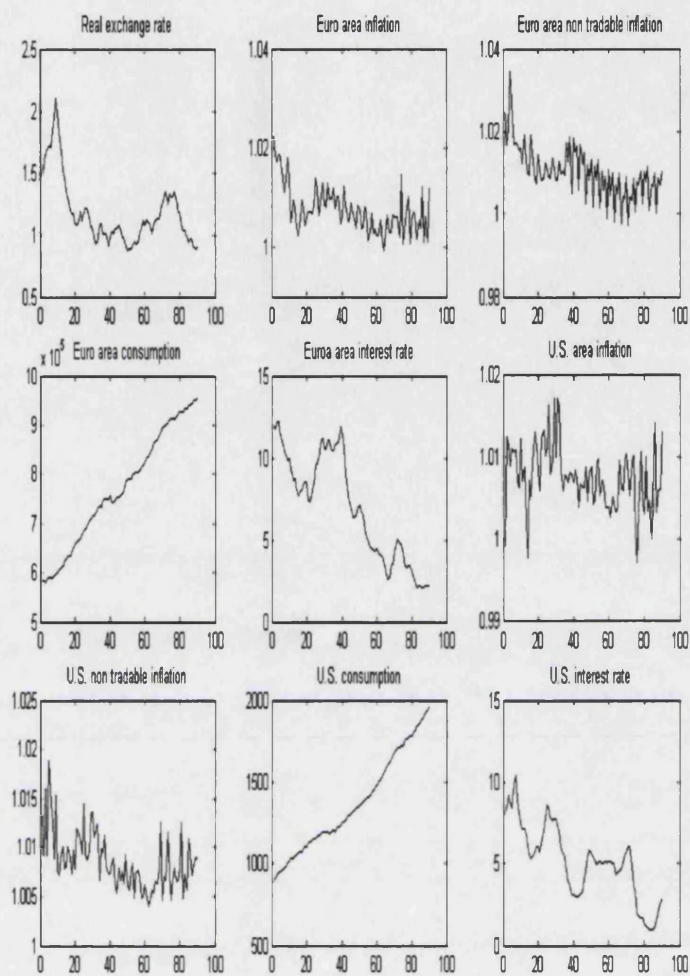 Real exchange rate
2.5
2
1.5
1
0.5
0 20 40 60 80 100
Euro area inflation
1.04
1.02
1
0 20 40 60 80 100
Euro area non tradable inflation
1.04
1.02
1
0.98
0 20 40 60 80 100
x 10^5 Euro area consumption
10
9
8
7
6
5
0 20 40 60 80 100
Euroa area interest rate
15
10
5
0
0 20 40 60 80 100
U.S. area inflation
1.02
1.01
1
0.99
0 20 40 60 80 100
U.S. non tradable inflation
1.025
1.02
1.015
1.01
1.005
1
0 20 40 60 80 100
U.S. consumption
2000
1500
1000
500
0 20 40 60 80 100
U.S. interest rate
15
10
5
0
0 20 40 60 80 100